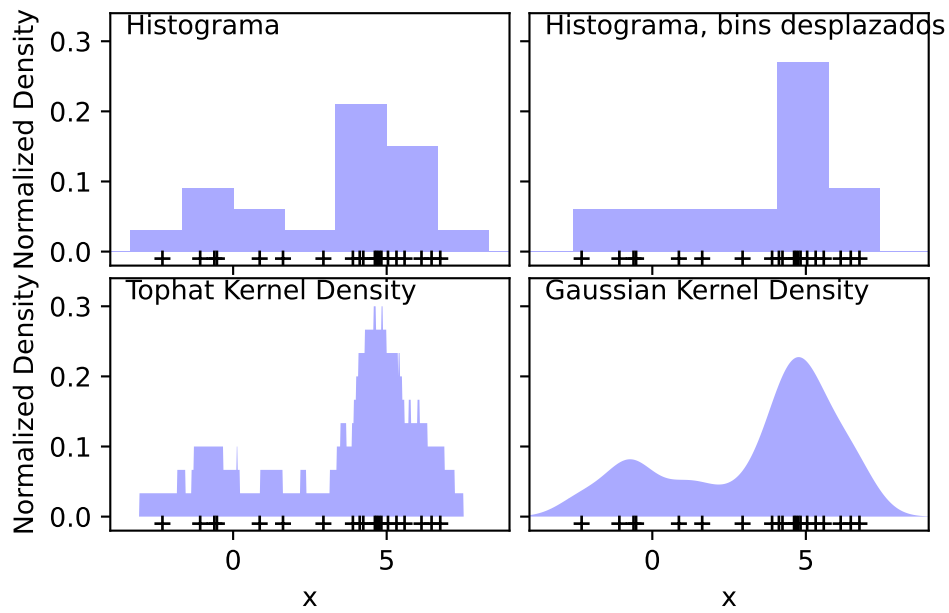 Histograma
Histograma, bins desplazados
Normalized Density
0.3
0.2
0.1
0.0
Tophat Kernel Density
Gaussian Kernel Density
Normalized Density
0.3
0.2
0.1
0.0
0
5
0
5
x
x